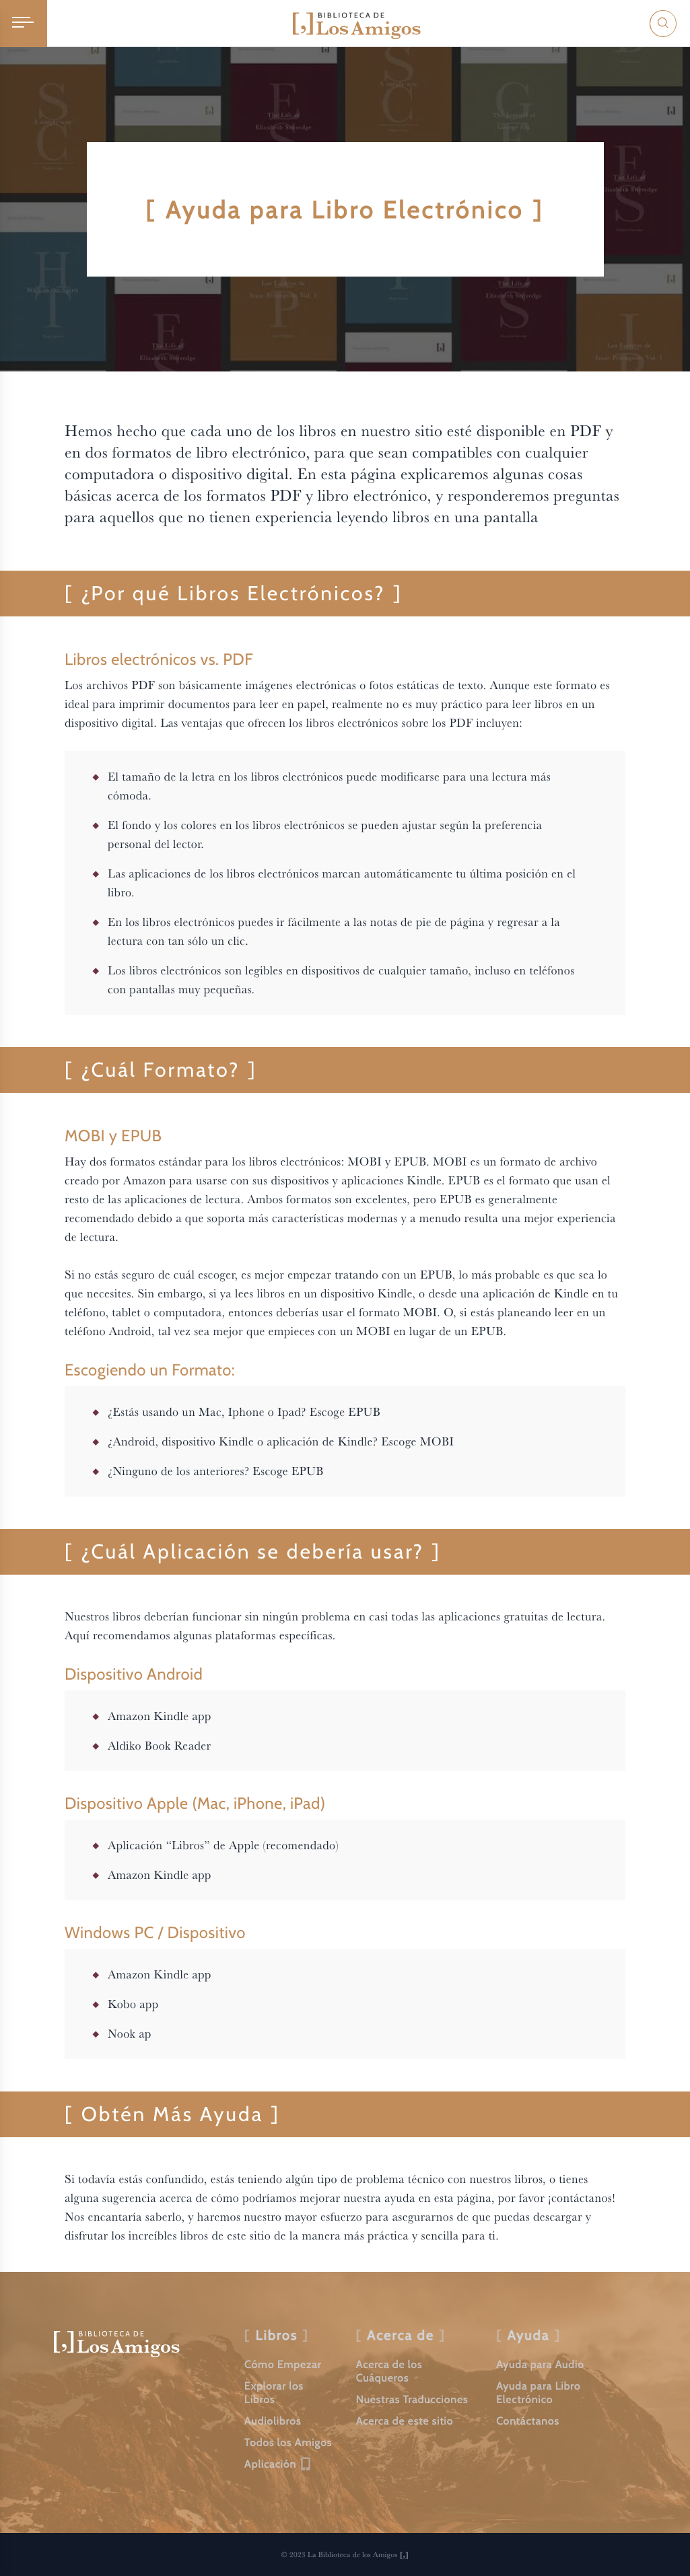 BIBLIOTECA DE
[,] Los Amigos
[ Ayuda para Libro Electrónico ]
Hemos hecho que cada uno de los libros en nuestro sitio esté disponible en PDF y
en dos formatos de libro electrónico, para que sean compatibles con cualquier
computadora o dispositivo digital. En esta página explicaremos algunas cosas
básicas acerca de los formatos PDF y libro electrónico, y responderemos preguntas
para aquellos que no tienen experiencia leyendo libros en una pantalla
[ ¿Por qué Libros Electrónicos? ]
Libros electrónicos vs. PDF
Los archivos PDF son básicamente imágenes electrónicas o fotos estáticas de texto. Aunque este formato es
ideal para imprimir documentos para leer en papel, realmente no es muy práctico para leer libros en un
dispositivo digital. Las ventajas que ofrecen los libros electrónicos sobre los PDF incluyen:
El tamaño de la letra en los libros electrónicos puede modificarse para una lectura más
cómoda.
El fondo y los colores en los libros electrónicos se pueden ajustar según la preferencia
personal del lector.
Las aplicaciones de los libros electrónicos marcan automáticamente tu última posición en el
libro.
En los libros electrónicos puedes ir fácilmente a las notas de pie de página y regresar a la
lectura con tan sólo un clic.
Los libros electrónicos son legibles en dispositivos de cualquier tamaño, incluso en teléfonos
con pantallas muy pequeñas.
[ ¿Cuál Formato? ]
MOBI y EPUB
Hay dos formatos estándar para los libros electrónicos: MOBI y EPUB. MOBI es un formato de archivo
creado por Amazon para usarse con sus dispositivos y aplicaciones Kindle. EPUB es el formato que usan el
resto de las aplicaciones de lectura. Ambos formatos son excelentes, pero EPUB es generalmente
recomendado debido a que soporta más características modernas y a menudo resulta una mejor experiencia
de lectura.
Si no estás seguro de cuál escoger, es mejor empezar tratando con un EPUB, lo más probable es que sea lo
que necesites. Sin embargo, si ya lees libros en un dispositivo Kindle, o desde una aplicación de Kindle en tu
teléfono, tablet o computadora, entonces deberías usar el formato MOBI. O, si estás planeando leer en un
teléfono Android, tal vez sea mejor que empieces con un MOBI en lugar de un EPUB.
Escogiendo un Formato:
¿Estás usando un Mac, Iphone o Ipad? Escoge EPUB
¿Android, dispositivo Kindle o aplicación de Kindle? Escoge MOBI
¿Ninguno de los anteriores? Escoge EPUB
[ ¿Cuál Aplicación se debería usar? ]
Nuestros libros deberían funcionar sin ningún problema en casi todas las aplicaciones gratuitas de lectura.
Aquí recomendamos algunas plataformas específicas.
Dispositivo Android
Amazon Kindle app
Aldiko Book Reader
Dispositivo Apple (Mac, iPhone, iPad)
Aplicación “Libros” de Apple (recomendado)
Amazon Kindle app
Windows PC / Dispositivo
Amazon Kindle app
Kobo app
Nook ap
[ Obtén Más Ayuda ]
Si todavía estás confundido, estás teniendo algún tipo de problema técnico con nuestros libros, o tienes
alguna sugerencia acerca de cómo podríamos mejorar nuestra ayuda en esta página, por favor ¡contáctanos!
Nos encantaría saberlo, y haremos nuestro mayor esfuerzo para asegurarnos de que puedas descargar y
disfrutar los increíbles libros de este sitio de la manera más práctica y sencilla para ti.
BIBLIOTECA DE
[,] Los Amigos
[ Libros ]
Cómo Empezar
Explorar los
Libros
Audiolibros
Todos los Amigos
Aplicación
[ Acerca de ]
Acerca de los
Cuáqueros
Nuestras Traducciones
Acerca de este sitio
[ Ayuda ]
Ayuda para Audio
Ayuda para Libro
Electrónico
Contáctanos
© 2023 La Biblioteca de los Amigos [,]